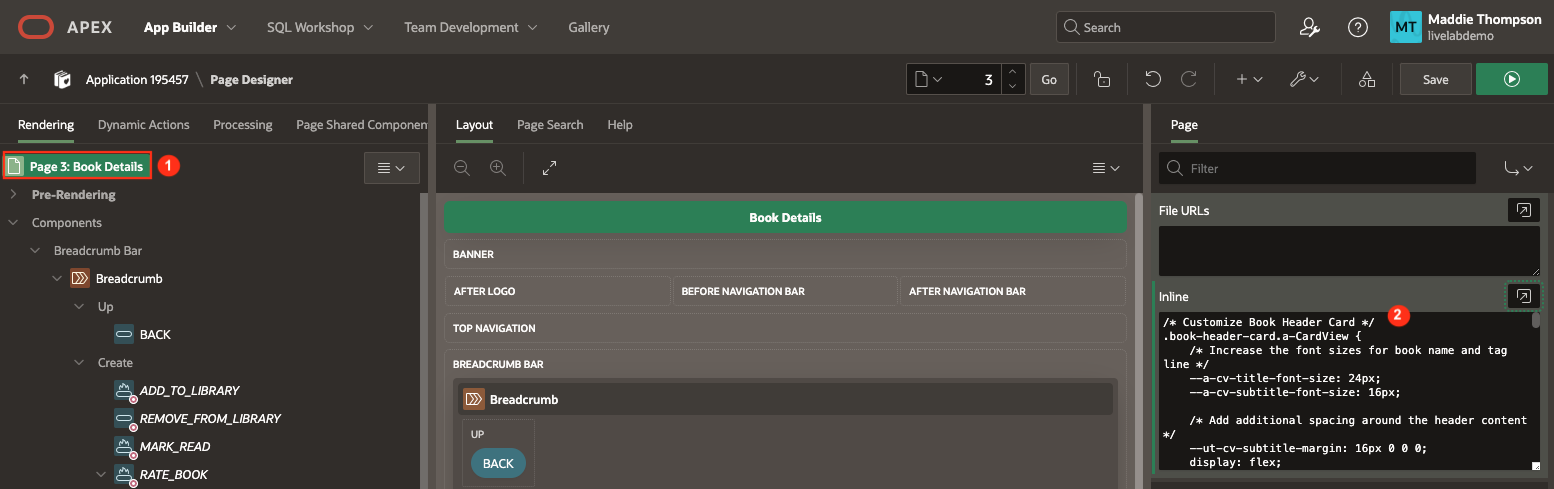 APEX App Builder SQL Workshop Team Development Gallery Search MT Maddie Thompson
livelabdemo
Application 195457 \ Page Designer 3 Go Save
Rendering Dynamic Actions Processing Page Shared Componen
Layout Page Search Help
Page
Page 3: Book Details 1
Pre-Rendering
Components
Breadcrumb Bar
Breadcrumb
Up
BACK
Create
ADD_TO_LIBRARY
REMOVE_FROM_LIBRARY
MARK_READ
RATE_BOOK
Book Details
BANNER
AFTER LOGO BEFORE NAVIGATION BAR AFTER NAVIGATION BAR
TOP NAVIGATION
BREADCRUMB BAR
Breadcrumb
UP
BACK
Filter
File URLs
Inline
2
/* Customize Book Header Card */
.book-header-card.a-CardView {
/* Increase the font sizes for book name and tag
line */
--a-cv-title-font-size: 24px;
--a-cv-subtitle-font-size: 16px;
/* Add additional spacing around the header content
*/
--ut-cv-subtitle-margin: 16px 0 0 0;
display: flex;